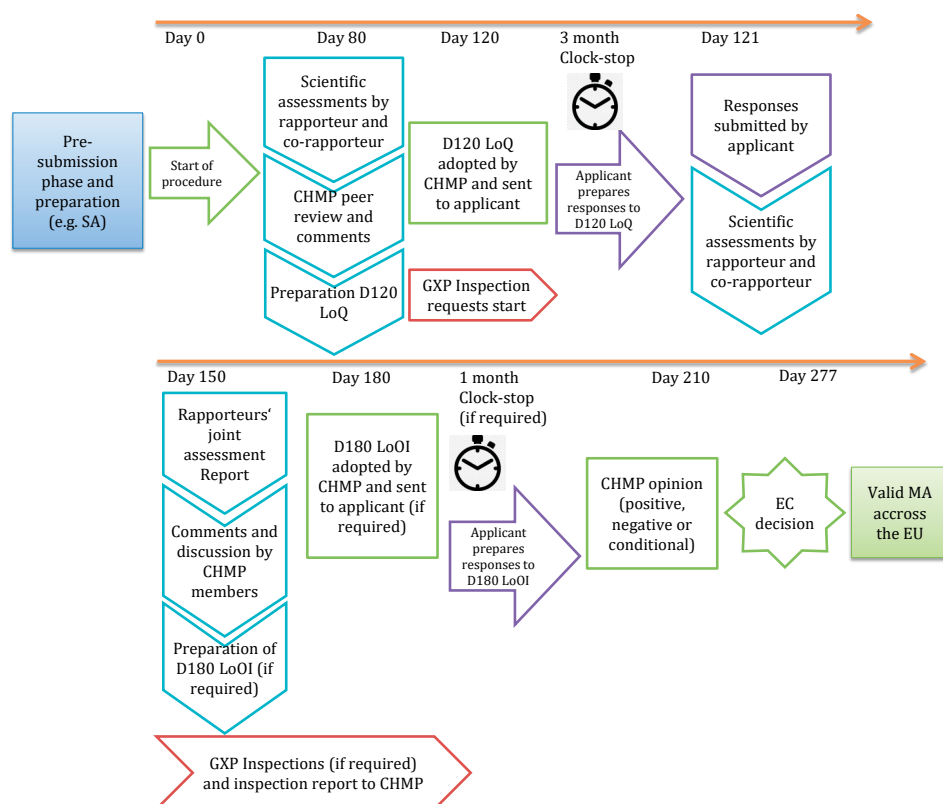 Day 0
Day 80
Day 120
3 month
Clock-stop
Day 121
Pre-
submission
phase and
preparation
(e.g. SA)
Start of
procedure
Scientific
assessments by
rapporteur and
co-rapporteur
CHMP peer
review and
comments
Preparation D120
LoQ
D120 LoQ
adopted by
CHMP and sent
to applicant
GXP Inspection
requests start
Applicant
prepares
responses to
D120 LoQ
Responses
submitted by
applicant
Scientific
assessments by
rapporteur and
co-rapporteur
Day 150
Day 180
1 month
Clock-stop
(if required)
Day 210
Day 277
Rapporteurs‘
joint
assessment
Report
Comments and
discussion by
CHMP
members
Preparation of
D180 LoOI (if
required)
D180 LoOI
adopted by
CHMP and sent
to applicant (if
required)
Applicant
prepares
responses to
D180 LoOI
CHMP opinion
(positive,
negative or
conditional)
EC
decision
Valid MA
accross
the EU
GXP Inspections (if required)
and inspection report to CHMP